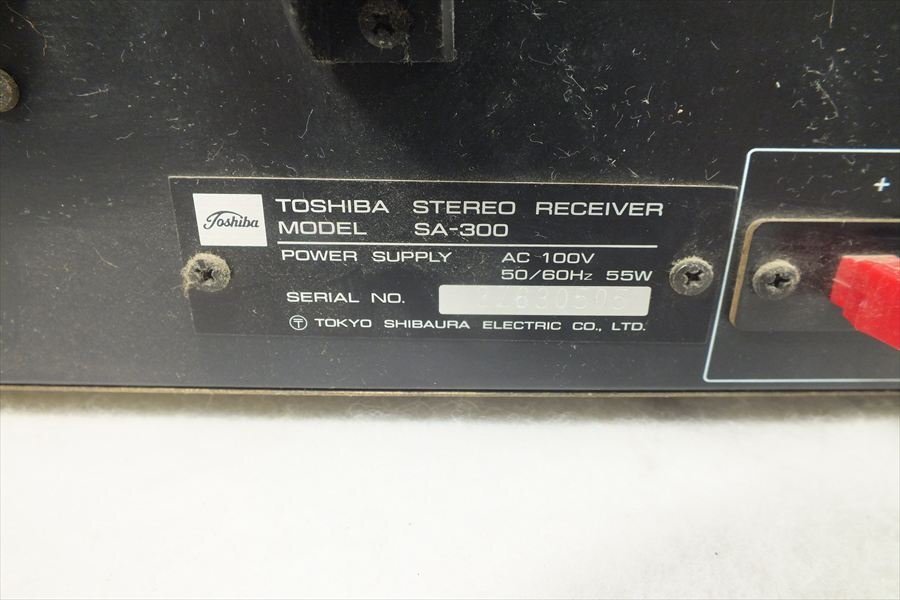 Toshiba
TOSHIBA STEREO RECEIVER
MODEL SA-300
POWER SUPPLY AC 100V
50/60Hz 55W
SERIAL NO.
〒 TOKYO SHIBAURA ELECTRIC CO., LTD.
+